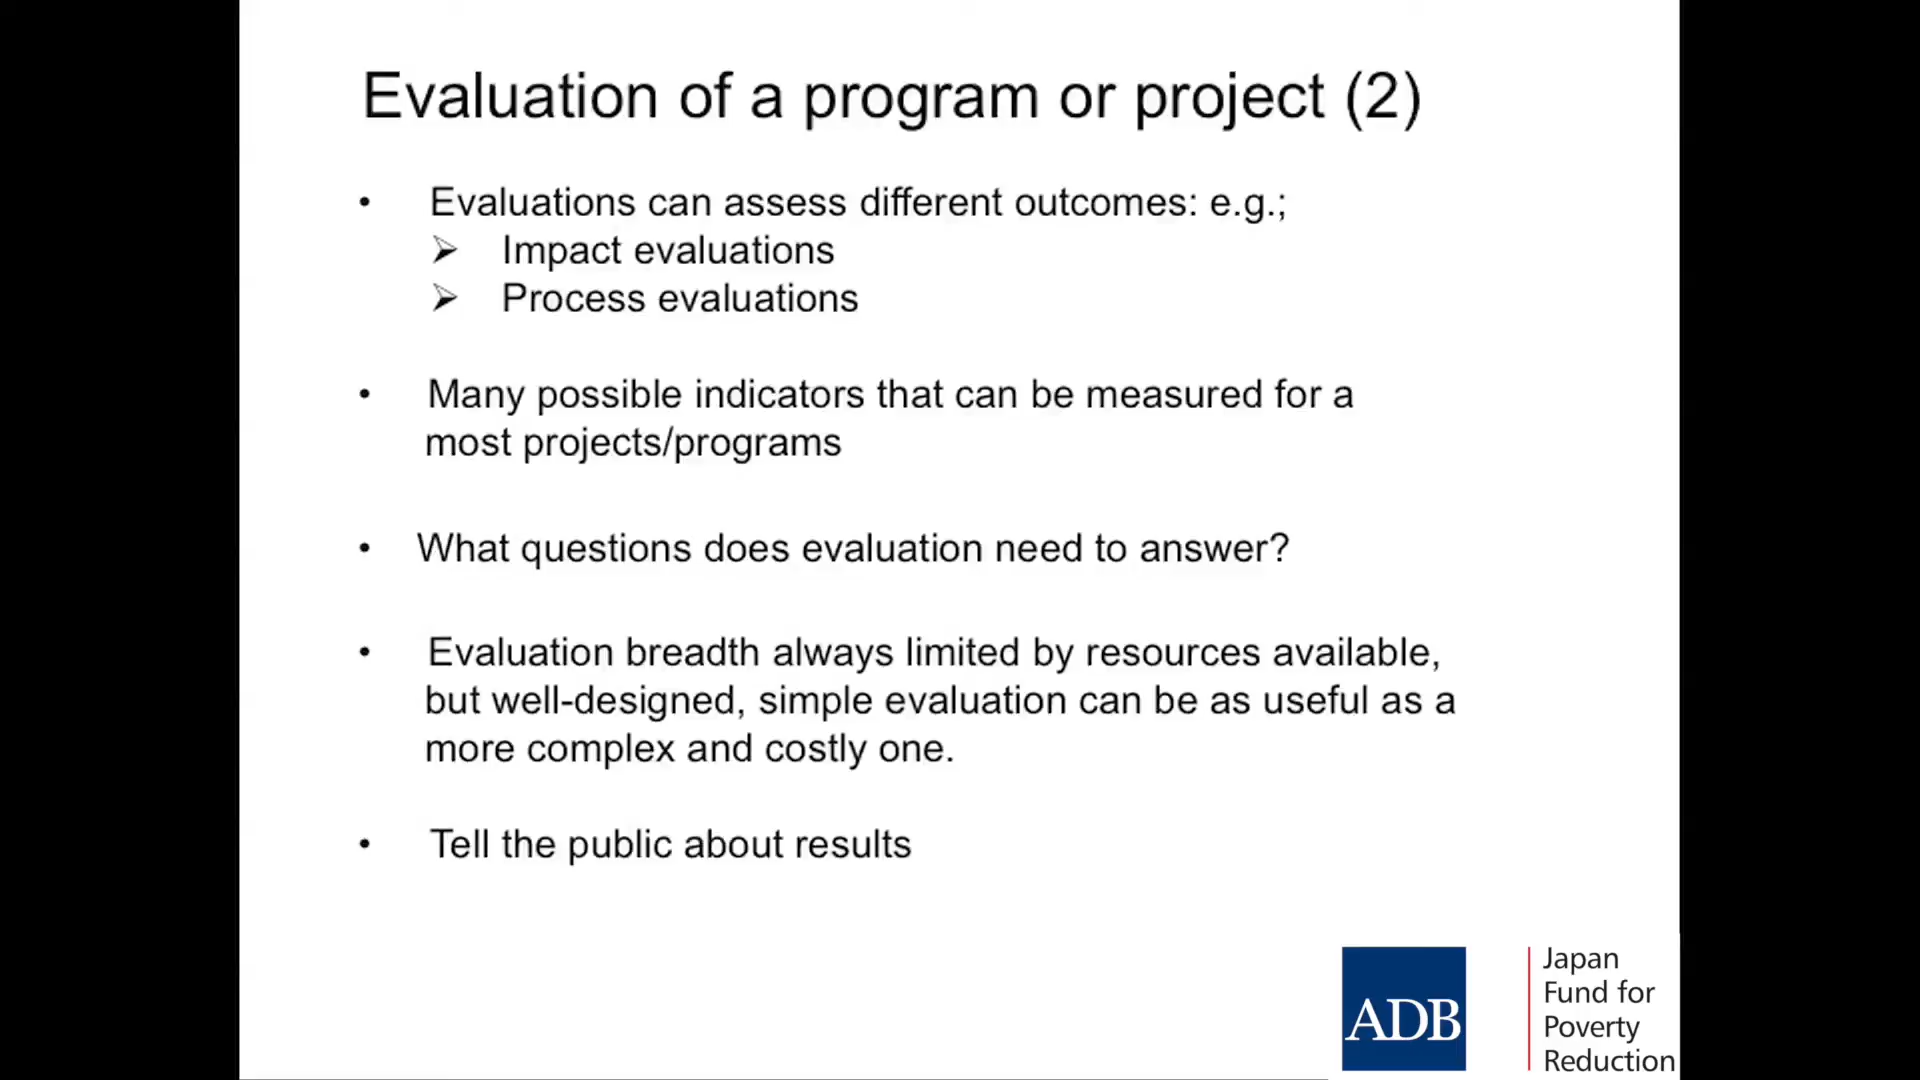 Evaluation of a program or project (2)
• Evaluations can assess different outcomes: e.g.;
➢ Impact evaluations
➢ Process evaluations
• Many possible indicators that can be measured for a
most projects/programs
• What questions does evaluation need to answer?
• Evaluation breadth always limited by resources available,
but well-designed, simple evaluation can be as useful as a
more complex and costly one.
• Tell the public about results
ADB
Japan
Fund for
Poverty
Reduction